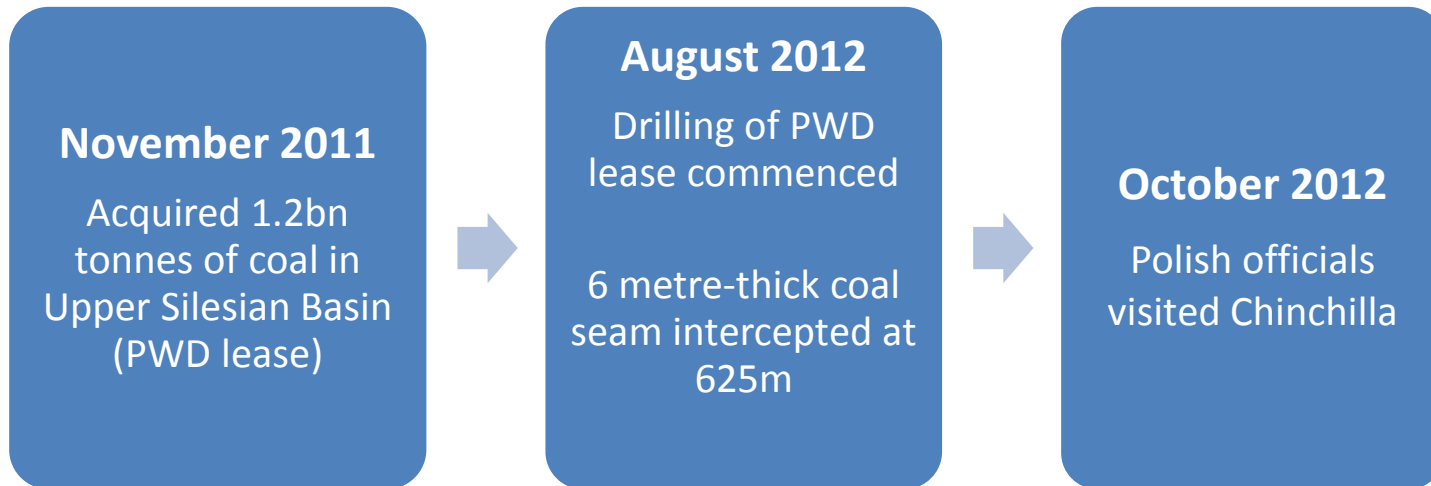 November 2011
Acquired 1.2bn
tonnes of coal in
Upper Silesian Basin
(PWD lease)
August 2012
Drilling of PWD
lease commenced
6 metre-thick coal
seam intercepted at
625m
October 2012
Polish officials
visited Chinchilla